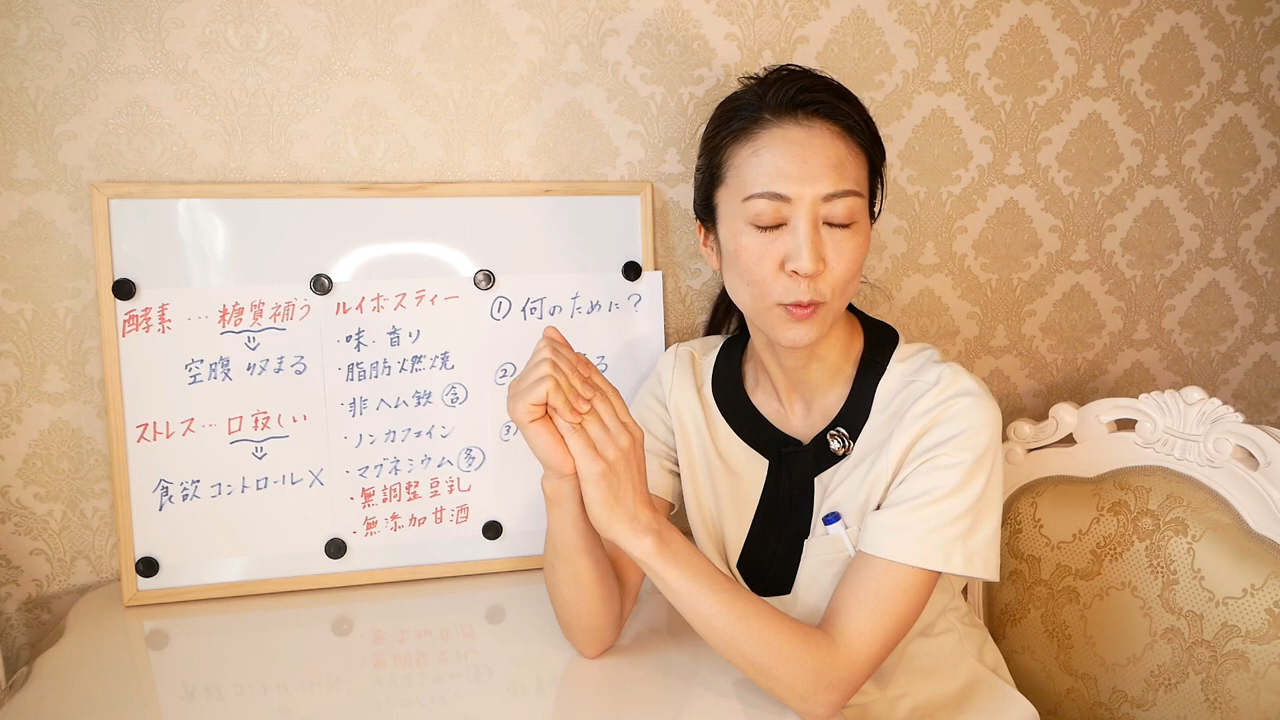 酵素…糖質補う
空腹収まる
ストレス…口寂しい
食欲コントロール×
ルイボスティー
・味・香り
・脂肪燃焼
・非ヘム鉄含
・ノンカフェイン
・マグネシウム多
・無調整豆乳
・無添加甘酒
① 何のために?
② る
③